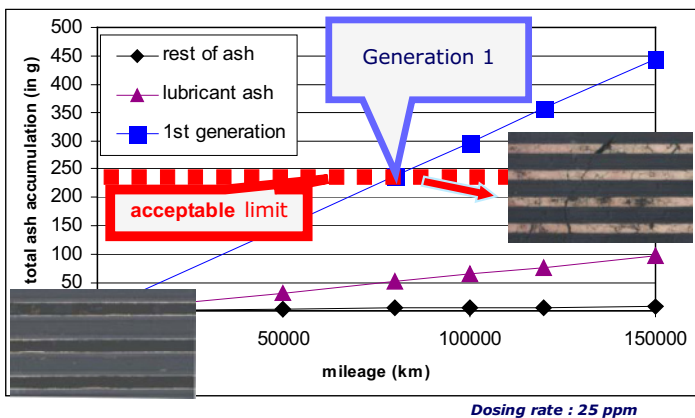 total ash accumulation (in g)
500
450
400
350
300
250
200
150
100
50
rest of ash
lubricant ash
1st generation
Generation 1
acceptable limit
50000
100000
150000
mileage (km)
Dosing rate : 25 ppm